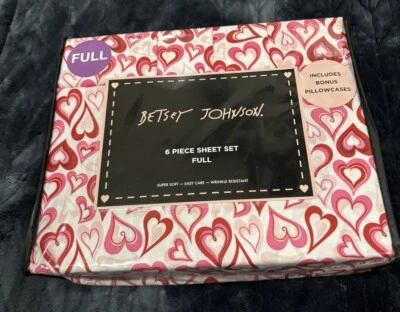 FULL
INCLUDES
BONUS
PILLOWCASES
BETSEY JOHNSON.
6 PIECE SHEET SET
FULL
SUPER SOFT — EASY CARE — WRINKLE RESISTANT